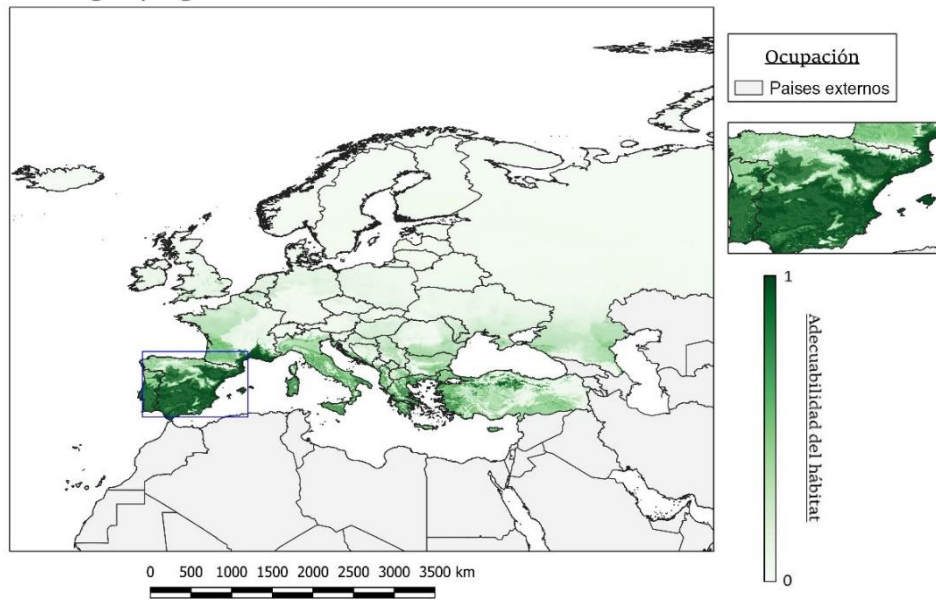 Ocupación
Paises externos
1
Adecuabilidad del hábitat
0
0 500 1000 1500 2000 2500 3000 3500 km